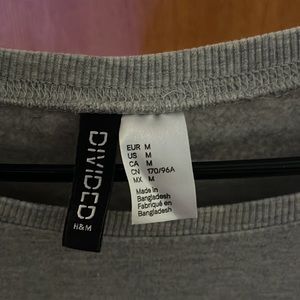 DIVIDED
H&M
EUR M
US M
CA M
CN 170/96A
MX M
Made in
Bangladesh
Fabriqué en
Bangladesh